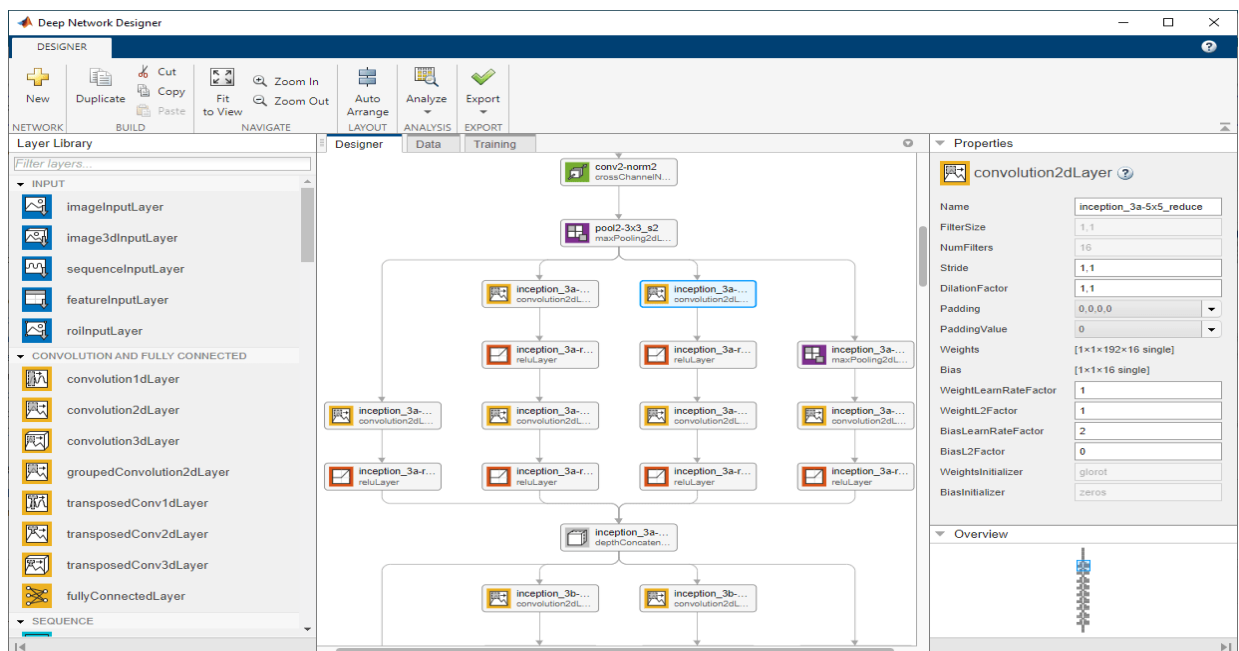 Deep Network Designer
DESIGNER
?
New
Duplicate
Cut
Copy
Paste
Fit
to View
Zoom In
Zoom Out
Auto
Arrange
Analyze
Export
NETWORK
BUILD
NAVIGATE
LAYOUT
ANALYSIS
EXPORT
Layer Library
Filter layers...
INPUT
imageInputLayer
image3dInputLayer
sequenceInputLayer
featureInputLayer
roiInputLayer
CONVOLUTION AND FULLY CONNECTED
convolution1dLayer
convolution2dLayer
convolution3dLayer
groupedConvolution2dLayer
transposedConv1dLayer
transposedConv2dLayer
transposedConv3dLayer
fullyConnectedLayer
SEQUENCE
Designer
Data
Training
conv2-norm2
crossChannelN...
pool2-3x3_s2
maxPooling2dL...
inception_3a-...
convolution2dL...
inception_3a-...
convolution2dL...
inception_3a-r...
reluLayer
inception_3a-r...
reluLayer
inception_3a-...
maxPooling2dL...
inception_3a-...
convolution2dL...
inception_3a-...
convolution2dL...
inception_3a-...
convolution2dL...
inception_3a-...
convolution2dL...
inception_3a-r...
reluLayer
inception_3a-r...
reluLayer
inception_3a-r...
reluLayer
inception_3a-r...
reluLayer
inception_3a-...
depthConcaten...
inception_3b-...
convolution2dL...
inception_3b-...
convolution2dL...
Properties
convolution2dLayer ?
Name inception_3a-5x5_reduce
FilterSize 1,1
NumFilters 16
Stride 1,1
DilationFactor 1,1
Padding 0,0,0,0
PaddingValue 0
Weights [1×1×192×16 single]
Bias [1×1×16 single]
WeightLearnRateFactor 1
WeightL2Factor 1
BiasLearnRateFactor 2
BiasL2Factor 0
WeightsInitializer glorot
BiasInitializer zeros
Overview